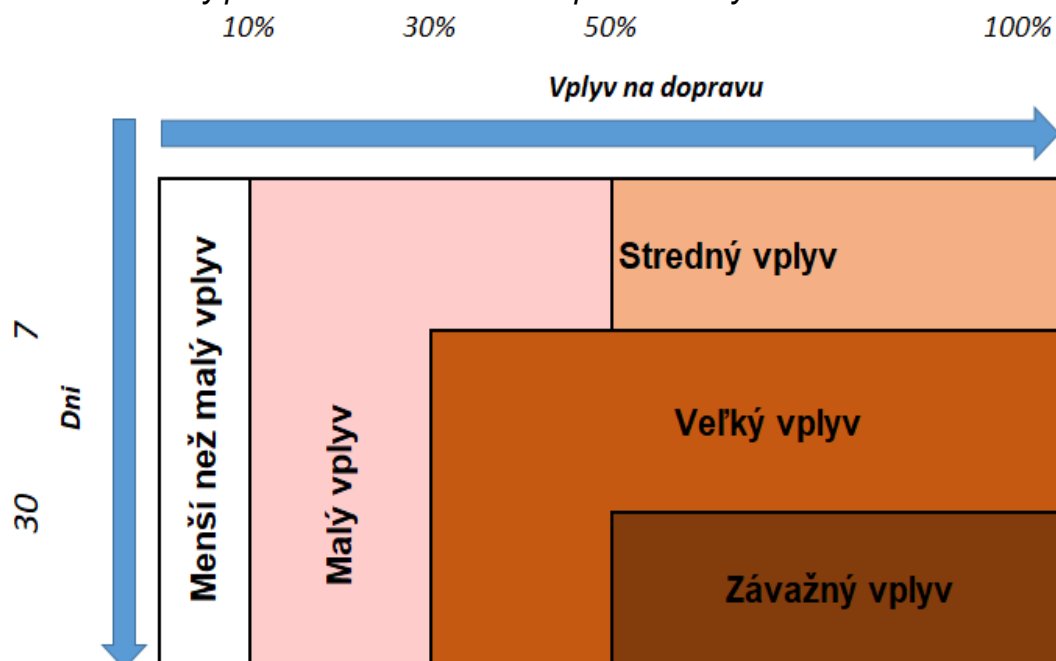 10% 30% 50% 100%
Vplyv na dopravu
Stredný vplyv
7
Dni
30
Menší než malý vplyv
Malý vplyv
Veľký vplyv
Závažný vplyv